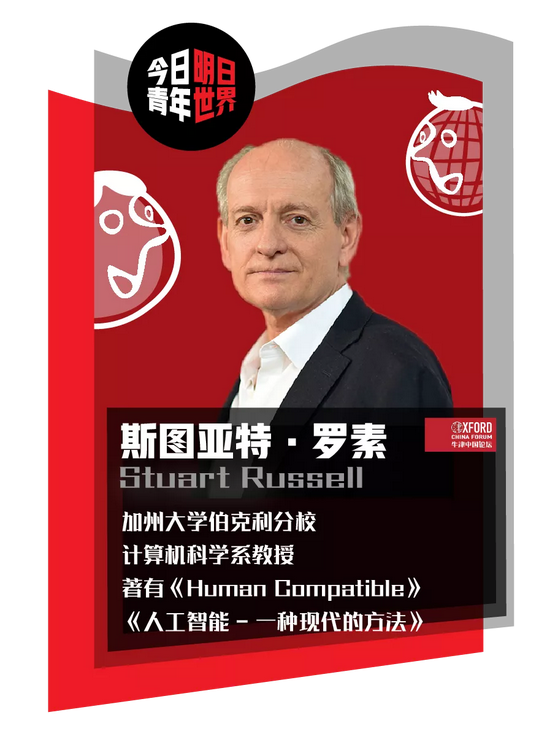 今日明日
青年世界
斯图亚特·罗素
Stuart Russell
OXFORD
CHINA FORUM
牛津中国论坛
加州大学伯克利分校
计算机科学系教授
著有《Human Compatible》
《人工智能-一种现代的方法》